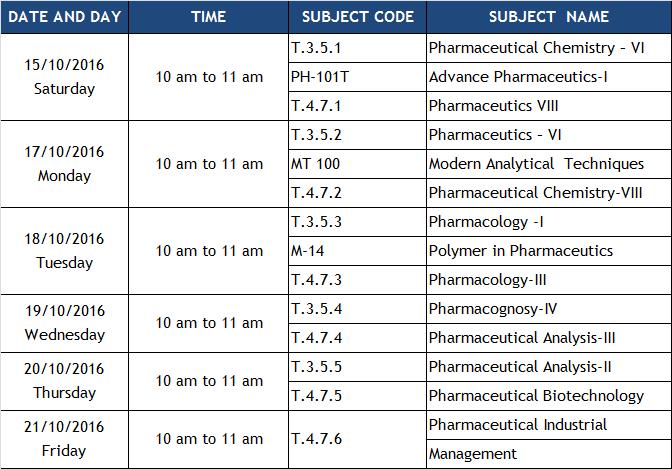 DATE AND DAY TIME SUBJECT CODE SUBJECT NAME
15/10/2016
Saturday
10 am to 11 am
T.3.5.1 Pharmaceutical Chemistry – VI
PH-101T Advance Pharmaceutics-I
T.4.7.1 Pharmaceutics VIII
17/10/2016
Monday
10 am to 11 am
T.3.5.2 Pharmaceutics – VI
MT 100 Modern Analytical Techniques
T.4.7.2 Pharmaceutical Chemistry-VIII
18/10/2016
Tuesday
10 am to 11 am
T.3.5.3 Pharmacology -I
M-14 Polymer in Pharmaceutics
T.4.7.3 Pharmacology-III
19/10/2016
Wednesday
10 am to 11 am
T.3.5.4 Pharmacognosy-IV
T.4.7.4 Pharmaceutical Analysis-III
20/10/2016
Thursday
10 am to 11 am
T.3.5.5 Pharmaceutical Analysis-II
T.4.7.5 Pharmaceutical Biotechnology
21/10/2016
Friday
10 am to 11 am
T.4.7.6
Pharmaceutical Industrial
Management